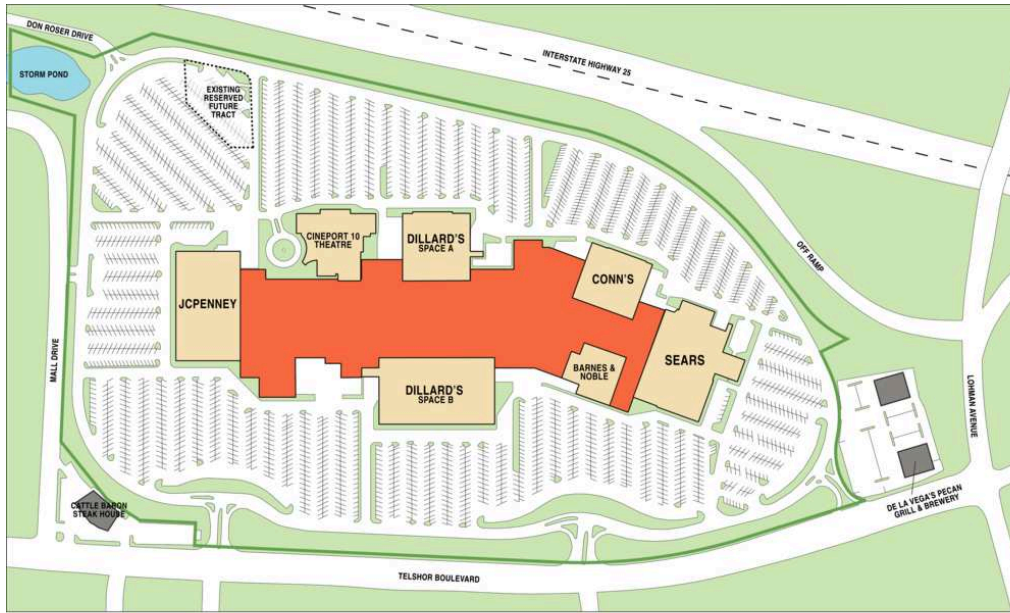 DON ROSER DRIVE
STORM POND
INTERSTATE HIGHWAY 25
EXISTING
RESERVED
FUTURE
TRACT
CINEPORT 10
THEATRE
DILLARD'S
SPACE A
CONN'S
OFF RAMP
JCPENNEY
SEARS
MALL DRIVE
BARNES &
NOBLE
DILLARD'S
SPACE B
LOHMAN AVENUE
CATTLE BARON
STEAK HOUSE
DE LA VEGA'S PECAN
GRILL & BREWERY
TELSHOR BOULEVARD